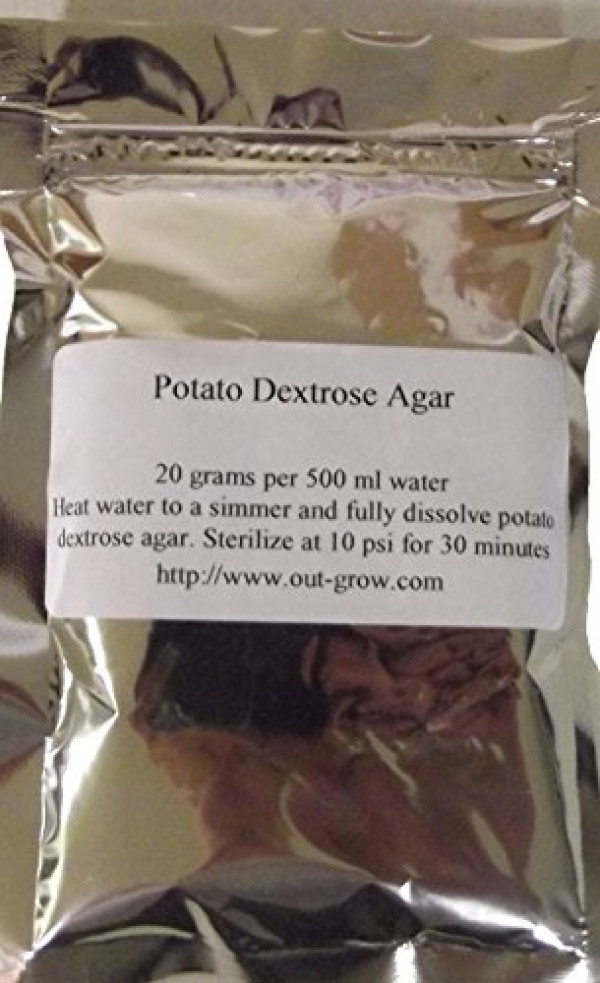 Potato Dextrose Agar
20 grams per 500 ml water
Heat water to a simmer and fully dissolve potato
dextrose agar. Sterilize at 10 psi for 30 minutes
http://www.out-grow.com